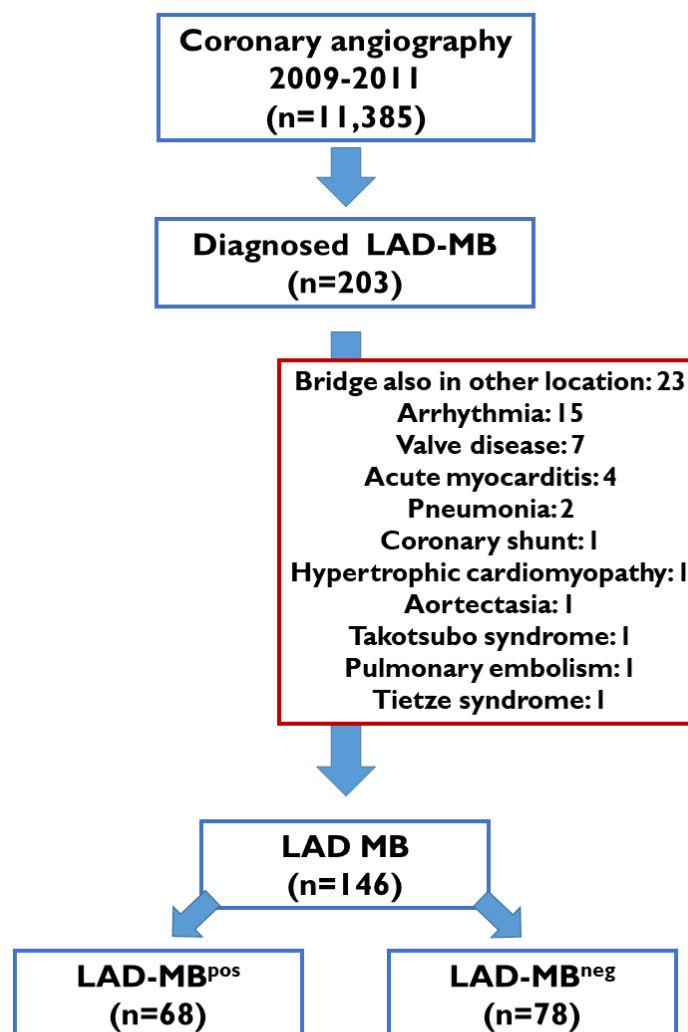 Coronary angiography
2009-2011
(n=11,385)
Diagnosed LAD-MB
(n=203)
Bridge also in other location: 23
Arrhythmia: 15
Valve disease: 7
Acute myocarditis: 4
Pneumonia: 2
Coronary shunt: 1
Hypertrophic cardiomyopathy: 1
Aortectasia: 1
Takotsubo syndrome: 1
Pulmonary embolism: 1
Tietze syndrome: 1
LAD MB
(n=146)
LAD-MBpos
(n=68)
LAD-MBneg
(n=78)